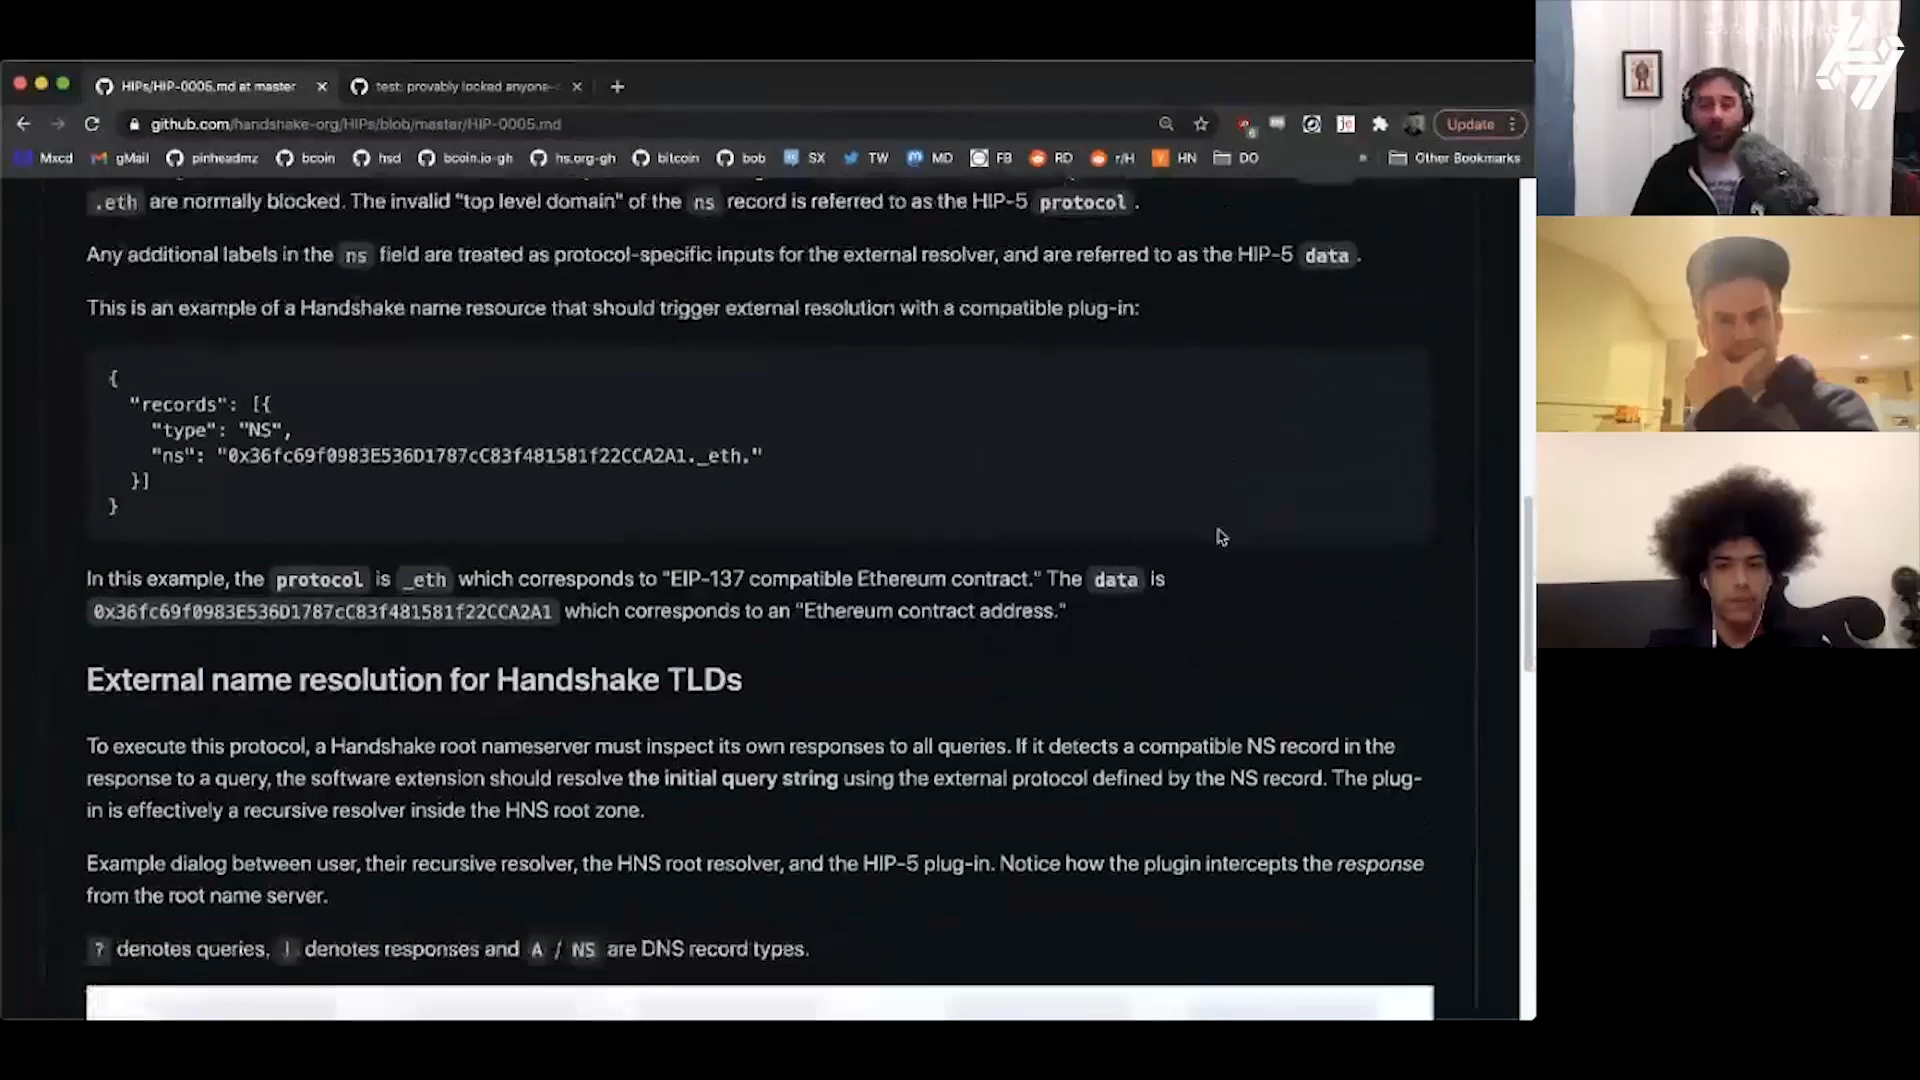 HIPs/HIP-0005.md at master
test: provably locked anyone-
github.com/handshake-org/HIPs/blob/master/HIP-0005.md
Update
Mxcd gMail pinheadmz bcoin hsd bcoin.io-gh hs.org-gh bitcoin bob SX TW MD FB RD r/H HN DO » Other Bookmarks
.eth are normally blocked. The invalid "top level domain" of the ns record is referred to as the HIP-5 protocol .
Any additional labels in the ns field are treated as protocol-specific inputs for the external resolver, and are referred to as the HIP-5 data .
This is an example of a Handshake name resource that should trigger external resolution with a compatible plug-in:
{
"records": [{
"type": "NS",
"ns": "0x36fc69f0983E536D1787cC83f481581f22CCA2A1._eth."
}]
}
In this example, the protocol is _eth which corresponds to "EIP-137 compatible Ethereum contract." The data is
0x36fc69f0983E536D1787cC83f481581f22CCA2A1 which corresponds to an "Ethereum contract address."
External name resolution for Handshake TLDs
To execute this protocol, a Handshake root nameserver must inspect its own responses to all queries. If it detects a compatible NS record in the
response to a query, the software extension should resolve the initial query string using the external protocol defined by the NS record. The plug-
in is effectively a recursive resolver inside the HNS root zone.
Example dialog between user, their recursive resolver, the HNS root resolver, and the HIP-5 plug-in. Notice how the plugin intercepts the response
from the root name server.
? denotes queries, ! denotes responses and A / NS are DNS record types.